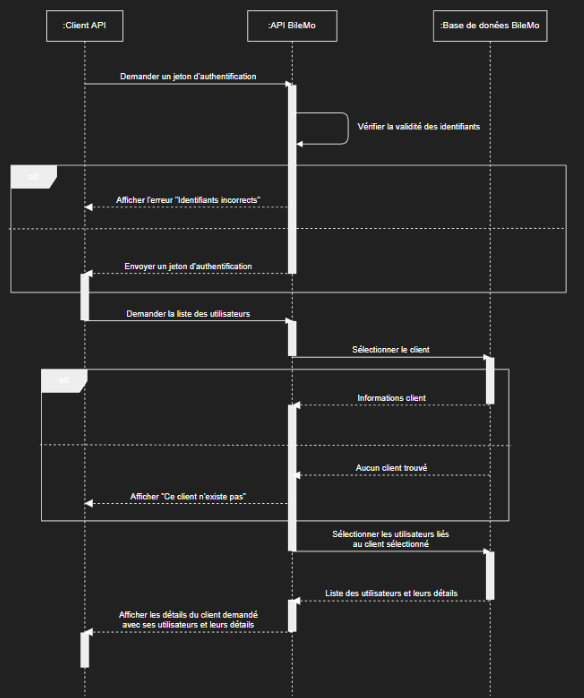 :Client API
:API BileMo
:Base de donées BileMo
Demander un jeton d'authentification
Vérifier la validité des identifiants
alt
Afficher l'erreur "Identifiants incorrects"
Envoyer un jeton d'authentification
Demander la liste des utilisateurs
Sélectionner le client
alt
Informations client
Aucun client trouvé
Afficher "Ce client n'existe pas"
Sélectionner les utilisateurs liés
au client sélectionné
Liste des utilisateurs et leurs détails
Afficher les détails du client demandé
avec ses utilisateurs et leurs détails